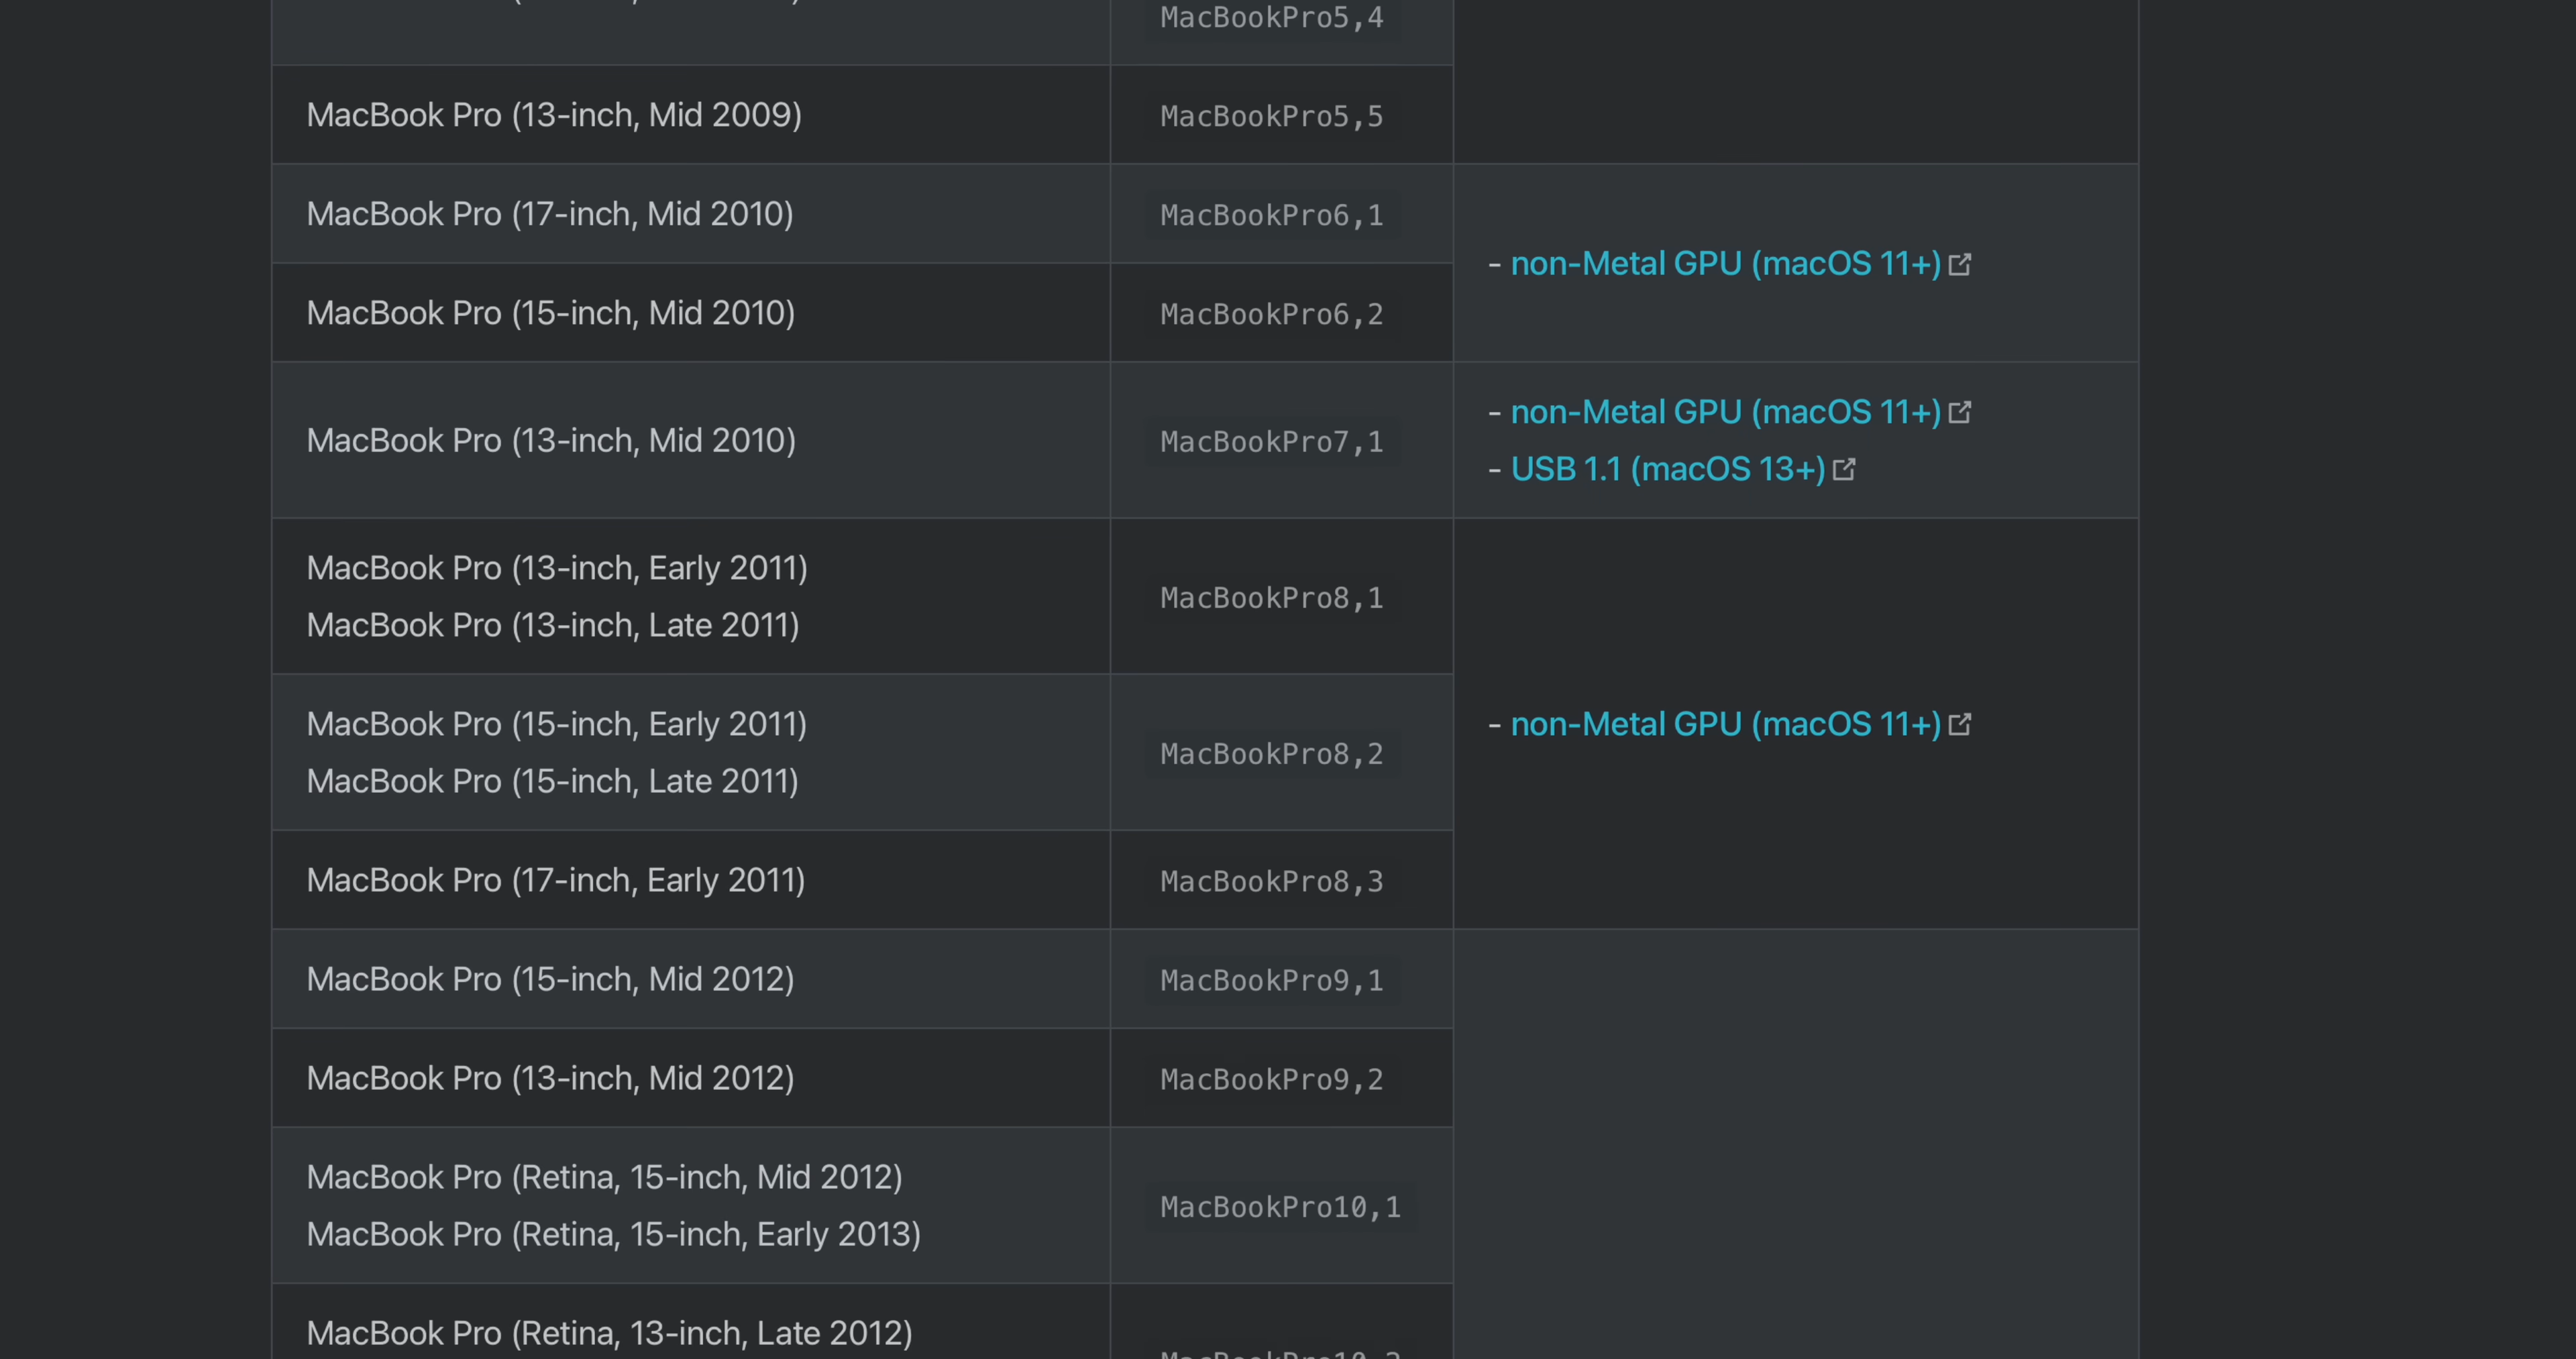 MacBookPro5,4
MacBook Pro (13-inch, Mid 2009)
MacBookPro5,5
MacBook Pro (17-inch, Mid 2010)
MacBookPro6,1
- non-Metal GPU (macOS 11+)
MacBook Pro (15-inch, Mid 2010)
MacBookPro6,2
MacBook Pro (13-inch, Mid 2010)
MacBookPro7,1
- non-Metal GPU (macOS 11+)
- USB 1.1 (macOS 13+)
MacBook Pro (13-inch, Early 2011)
MacBook Pro (13-inch, Late 2011)
MacBookPro8,1
MacBook Pro (15-inch, Early 2011)
MacBook Pro (15-inch, Late 2011)
MacBookPro8,2
- non-Metal GPU (macOS 11+)
MacBook Pro (17-inch, Early 2011)
MacBookPro8,3
MacBook Pro (15-inch, Mid 2012)
MacBookPro9,1
MacBook Pro (13-inch, Mid 2012)
MacBookPro9,2
MacBook Pro (Retina, 15-inch, Mid 2012)
MacBook Pro (Retina, 15-inch, Early 2013)
MacBookPro10,1
MacBook Pro (Retina, 13-inch, Late 2012)